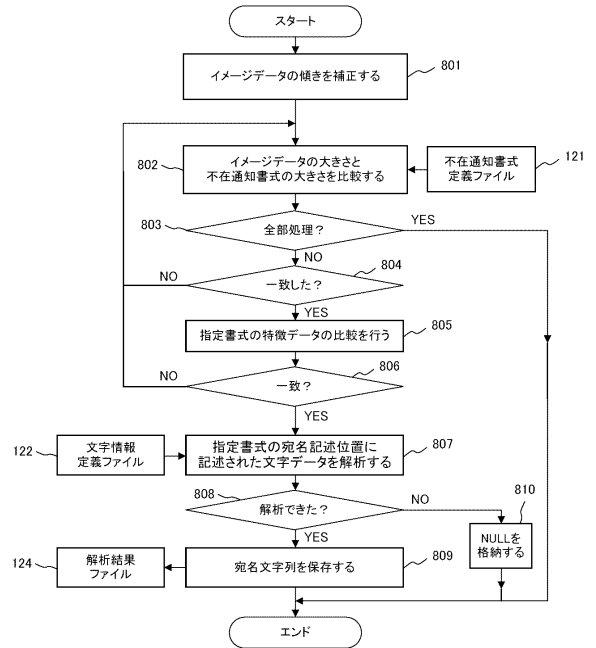 スタート
イメージデータの傾きを補正する
801
802
イメージデータの大きさと
不在通知書式の大きさを比較する
不在通知書式
定義ファイル
121
803
全部処理?
YES
NO
804
一致した?
NO
YES
指定書式の特徴データの比較を行う
805
806
一致?
NO
YES
122
文字情報
定義ファイル
指定書式の宛名記述位置に
記述された文字データを解析する
807
808
解析できた?
NO
810
YES
NULLを
格納する
124
解析結果
ファイル
宛名文字列を保存する
809
エンド